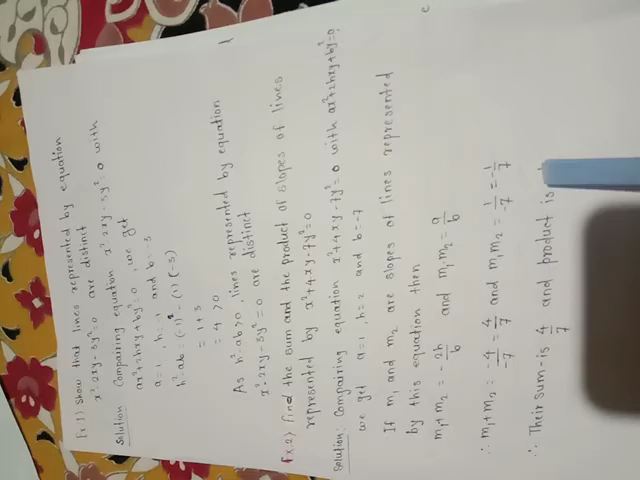 Ex.1) Show that lines represented by equation
x²-2xy-3y²=0 are distinct
Solution: Compairing equation x²-2xy-3y²=0 with
ax²+2hxy+by²=0, we get
a=1, h=-1 and b=-3
h²-ab=(-1)²-(1)(-3)
=1+3
=4>0
As h²-ab>0, lines represented by equation
x²-2xy-3y²=0 are distinct
Ex.2) Find the sum and the product of slopes of lines
represented by x²+4xy-7y²=0
Solution: Compairing equation x²+4xy-7y²=0 with ax²+2hxy+by²=0,
we get a=1, h=2 and b=-7
If m₁ and m₂ are slopes of lines represented
by this equation then
m₁+m₂ = -2h/b and m₁m₂ = a/b
∴ m₁+m₂ = -4/-7 = 4/7 and m₁m₂ = 1/-7 = -1/7
∴ Their sum-is 4/7 and product is